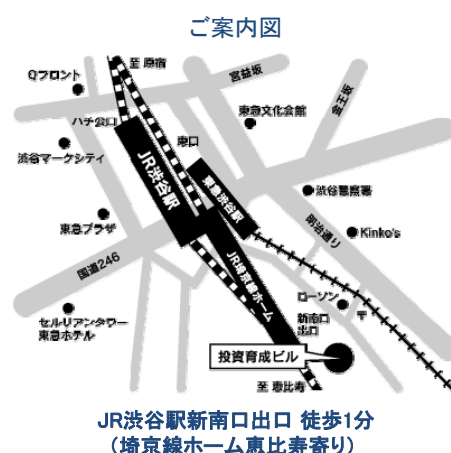 ご案内図
至 原宿
Qフロント
宮益坂
金王坂
ハチ公口
東急文化会館
東口
渋谷マークシティ
JR渋谷駅
東急渋谷駅
渋谷警察署
東急プラザ
明治通り
Kinko's
国道246
JR埼京線ホーム
ローソン
〒
新南口
出口
セルリアンタワー
東急ホテル
投資育成ビル
至 恵比寿
JR渋谷駅新南口出口 徒歩1分
(埼京線ホーム恵比寿寄り)